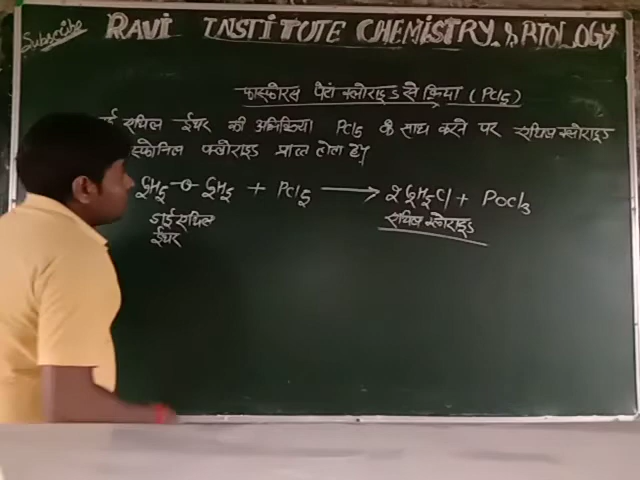 Subscribe
RAVI INSTITUTE CHEMISTRY & BIOLOGY
फास्फोरस पेंटा क्लोराइड से क्रिया (PCl5)
ई एथिल ईथर की अभिक्रिया PCl5 के साथ करने पर एथिल क्लोराइड
क्लोराइड प्राप्त होता है।
C2H5-O-C2H5 + PCl5 → 2C2H5Cl + POCl3
डाई एथिल एथिल क्लोराइड
ईथर